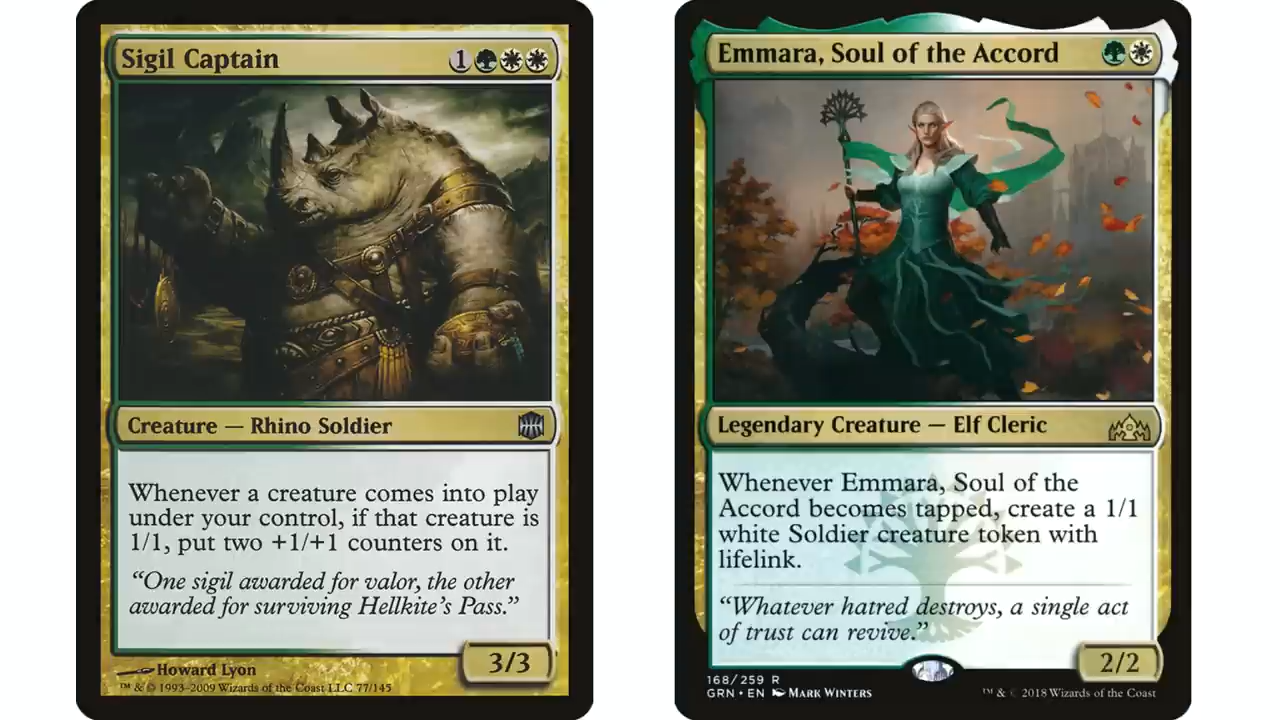 Sigil Captain
1
Creature — Rhino Soldier
Whenever a creature comes into play
under your control, if that creature is
1/1, put two +1/+1 counters on it.
“One sigil awarded for valor, the other
awarded for surviving Hellkite’s Pass.”
3/3
Howard Lyon
™ & © 1993–2009 Wizards of the Coast LLC 77/145
Emmara, Soul of the Accord
Legendary Creature — Elf Cleric
Whenever Emmara, Soul of the
Accord becomes tapped, create a 1/1
white Soldier creature token with
lifelink.
“Whatever hatred destroys, a single act
of trust can revive.”
2/2
168/259 R
GRN • EN Mark Winters
™ & © 2018 Wizards of the Coast